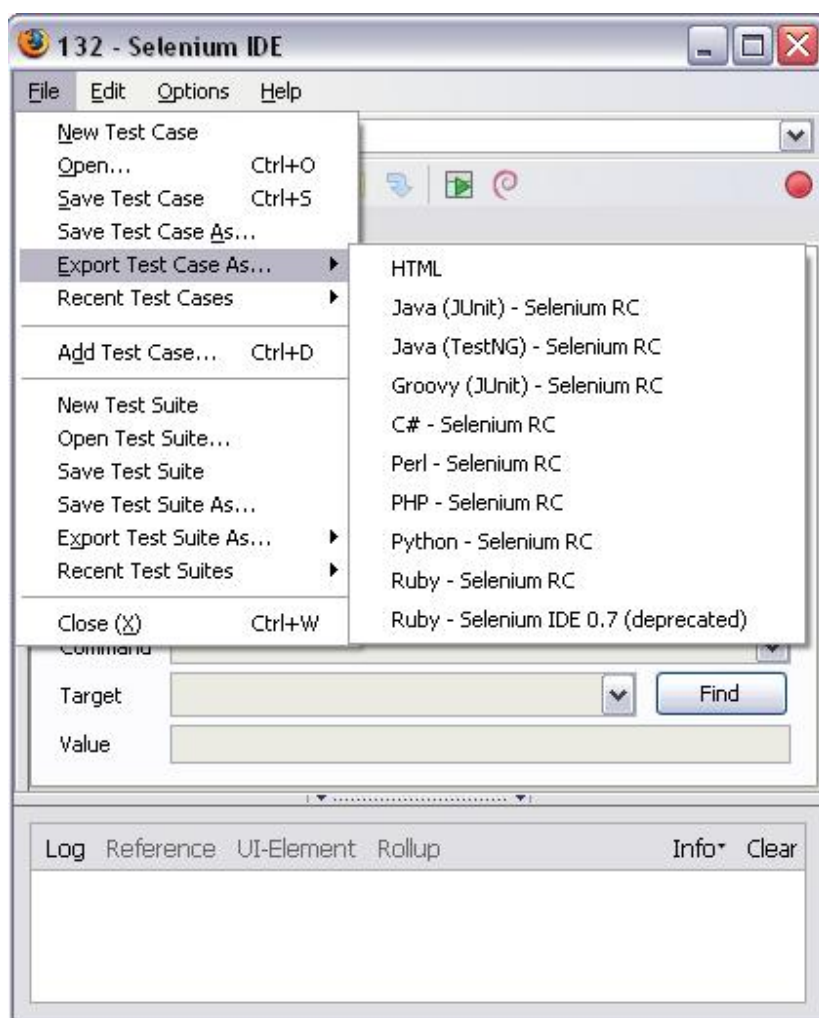 132 - Selenium IDE
File Edit Options Help
New Test Case
Open... Ctrl+O
Save Test Case Ctrl+S
Save Test Case As...
Export Test Case As...
Recent Test Cases
Add Test Case... Ctrl+D
New Test Suite
Open Test Suite...
Save Test Suite
Save Test Suite As...
Export Test Suite As...
Recent Test Suites
Close (X) Ctrl+W
HTML
Java (JUnit) - Selenium RC
Java (TestNG) - Selenium RC
Groovy (JUnit) - Selenium RC
C# - Selenium RC
Perl - Selenium RC
PHP - Selenium RC
Python - Selenium RC
Ruby - Selenium RC
Ruby - Selenium IDE 0.7 (deprecated)
Command
Target Find
Value
Log Reference UI-Element Rollup Info Clear